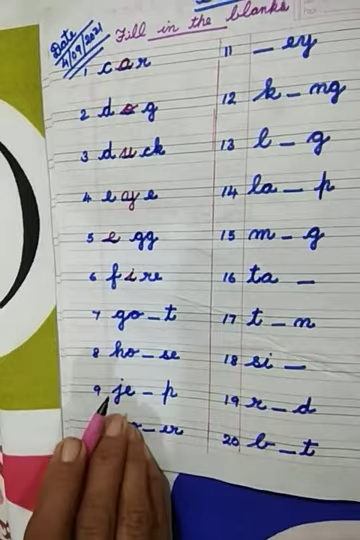 Date
4/09/2021
Fill in the blanks
1 car
2 dog
3 duck
4 eye
5 egg
6 fire
7 go_t
8 ho_se
9 je_p
_er
11 _ey
12 k_ng
13 l_g
14 la_p
15 m_g
16 ta_
17 t_n
18 si_
19 r_d
20 b_t